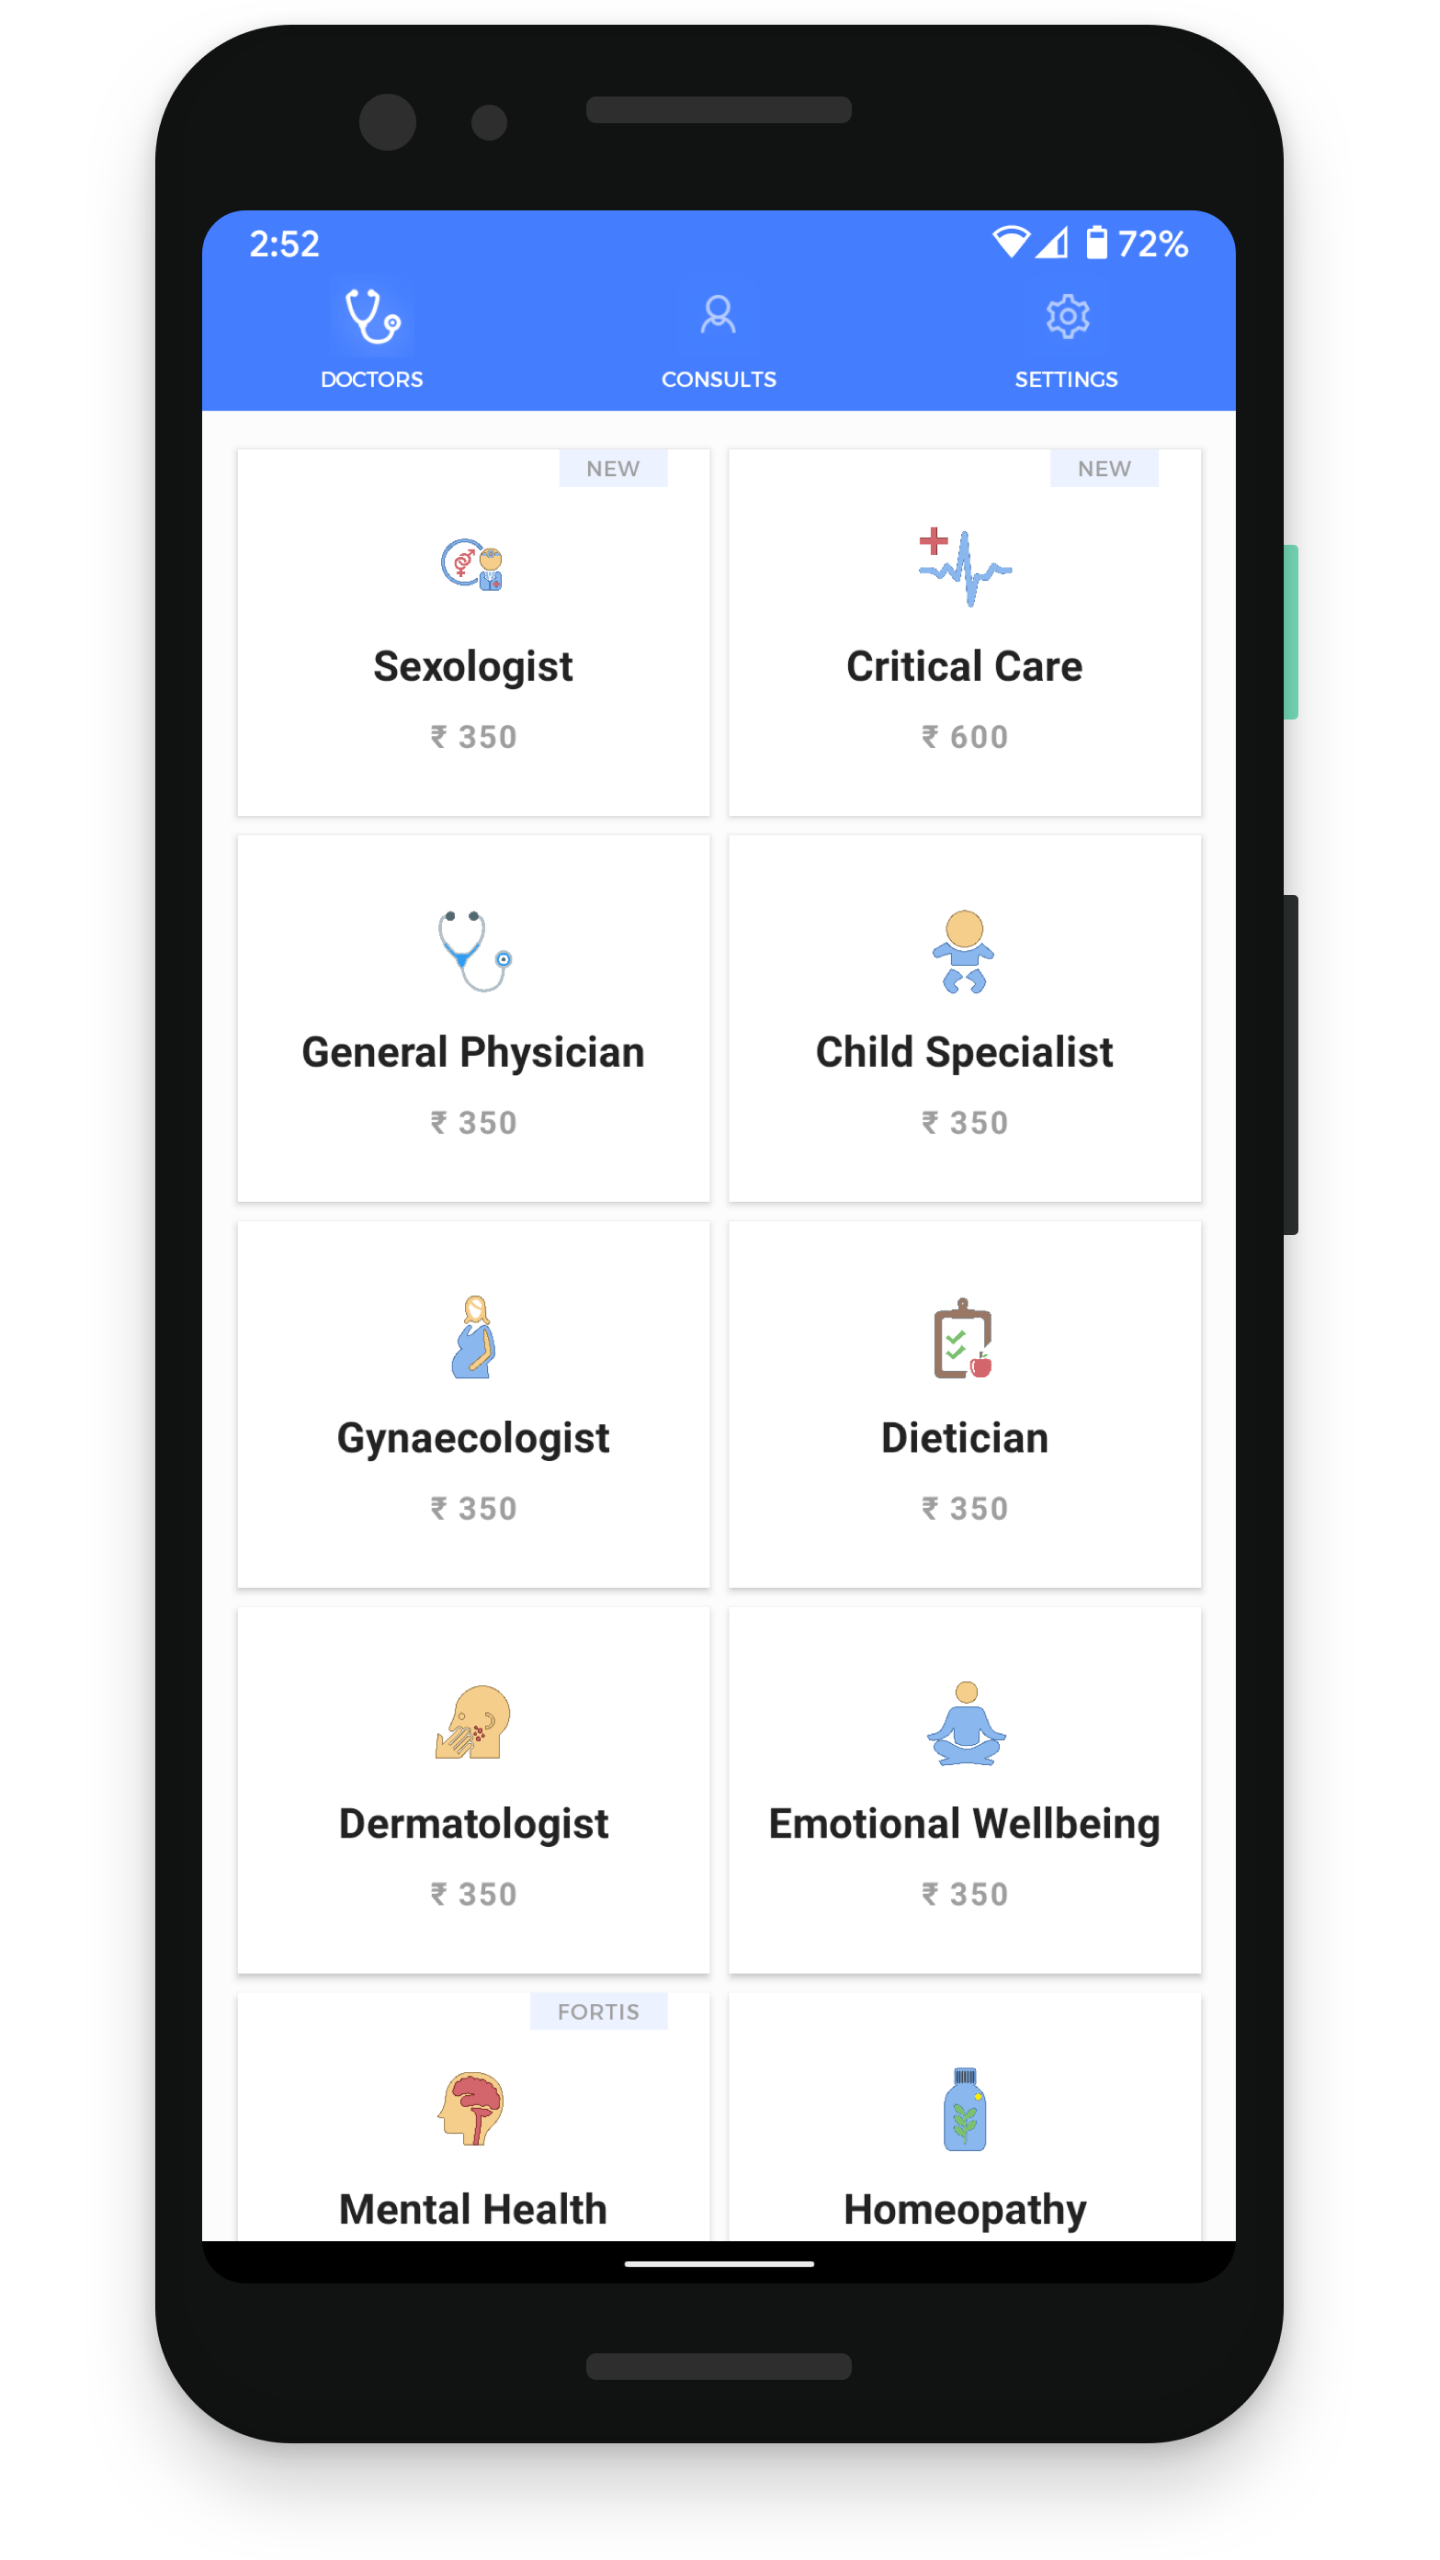 2:52 72%
DOCTORS CONSULTS SETTINGS
NEW NEW
Sexologist Critical Care
₹ 350 ₹ 600
General Physician Child Specialist
₹ 350 ₹ 350
Gynaecologist Dietician
₹ 350 ₹ 350
Dermatologist Emotional Wellbeing
₹ 350 ₹ 350
FORTIS
Mental Health Homeopathy